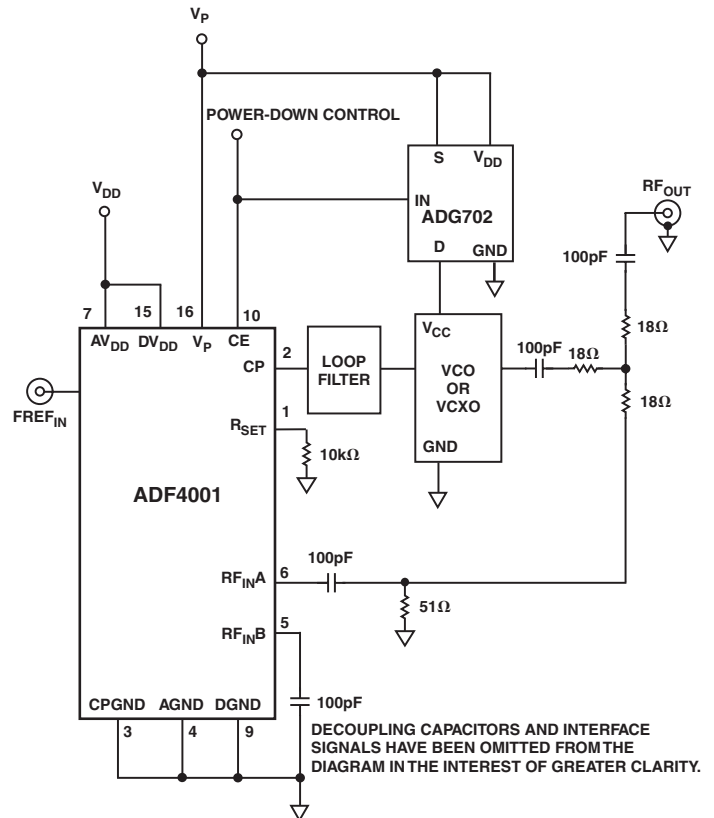 VP
POWER-DOWN CONTROL
VDD
S VDD
IN
ADG702
D GND
RFOUT
100pF
18Ω
7 15 16 10
AVDD DVDD VP CE
CP 2
LOOP
FILTER
VCC
VCO
OR
VCXO
GND
100pF
18Ω
18Ω
FREFIN
RSET 1
10kΩ
ADF4001
RFINA 6
100pF
51Ω
RFINB 5
100pF
CPGND AGND DGND
3 4 9
DECOUPLING CAPACITORS AND INTERFACE
SIGNALS HAVE BEEN OMITTED FROM THE
DIAGRAM IN THE INTEREST OF GREATER CLARITY.